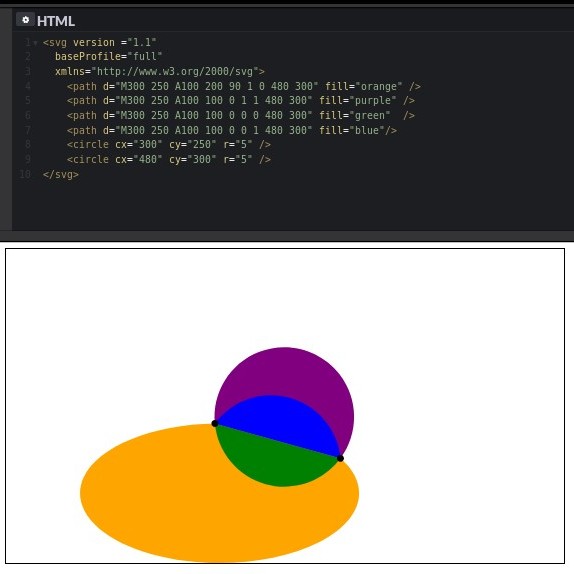 HTML
1 <svg version ="1.1"
2 baseProfile="full"
3 xmlns="http://www.w3.org/2000/svg">
4 <path d="M300 250 A100 200 90 1 0 480 300" fill="orange" />
5 <path d="M300 250 A100 100 0 1 1 480 300" fill="purple" />
6 <path d="M300 250 A100 100 0 0 0 480 300" fill="green"  />
7 <path d="M300 250 A100 100 0 0 1 480 300" fill="blue"/>
8 <circle cx="300" cy="250" r="5" />
9 <circle cx="480" cy="300" r="5" />
10 </svg>